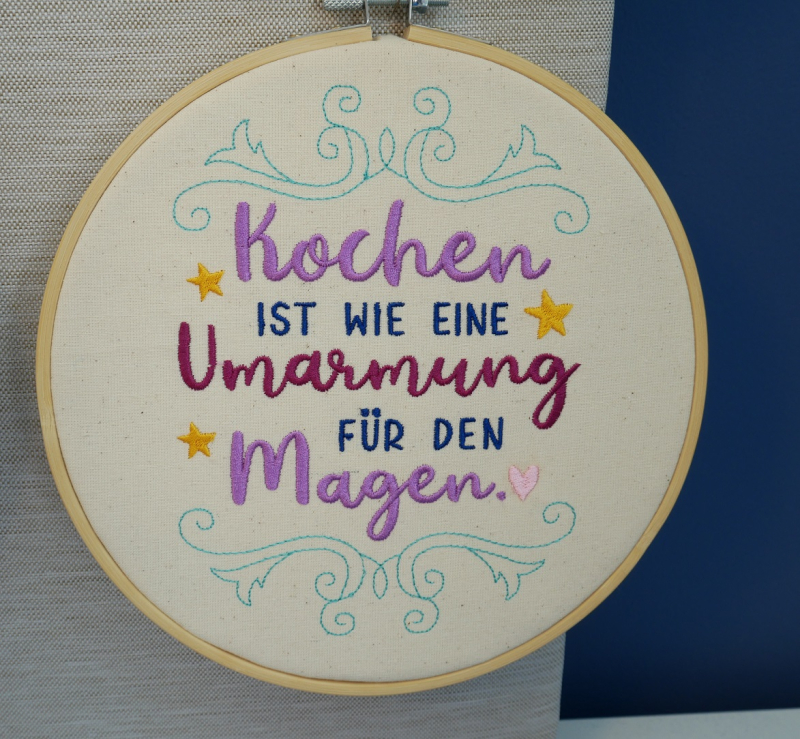 Kochen
IST WIE EINE
Umarmung
FÜR DEN
Magen.